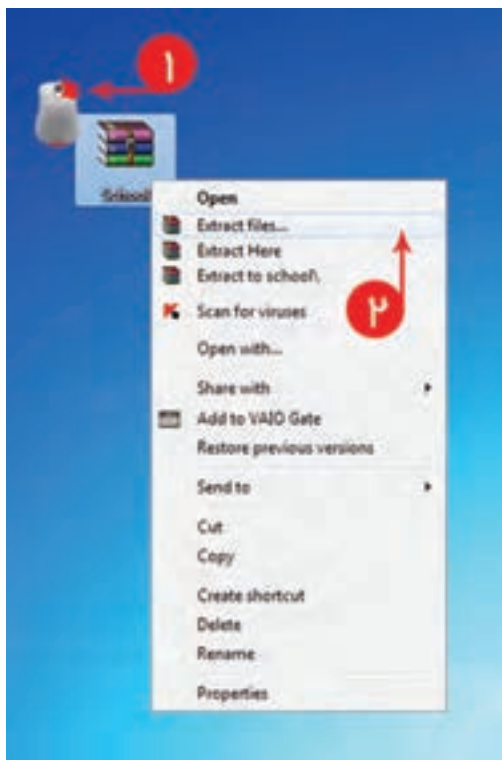 ۱
School
Open
Extract files...
Extract Here
Extract to school\
Scan for viruses
۲
Open with...
Share with
Add to VAIO Gate
Restore previous versions
Send to
Cut
Copy
Create shortcut
Delete
Rename
Properties